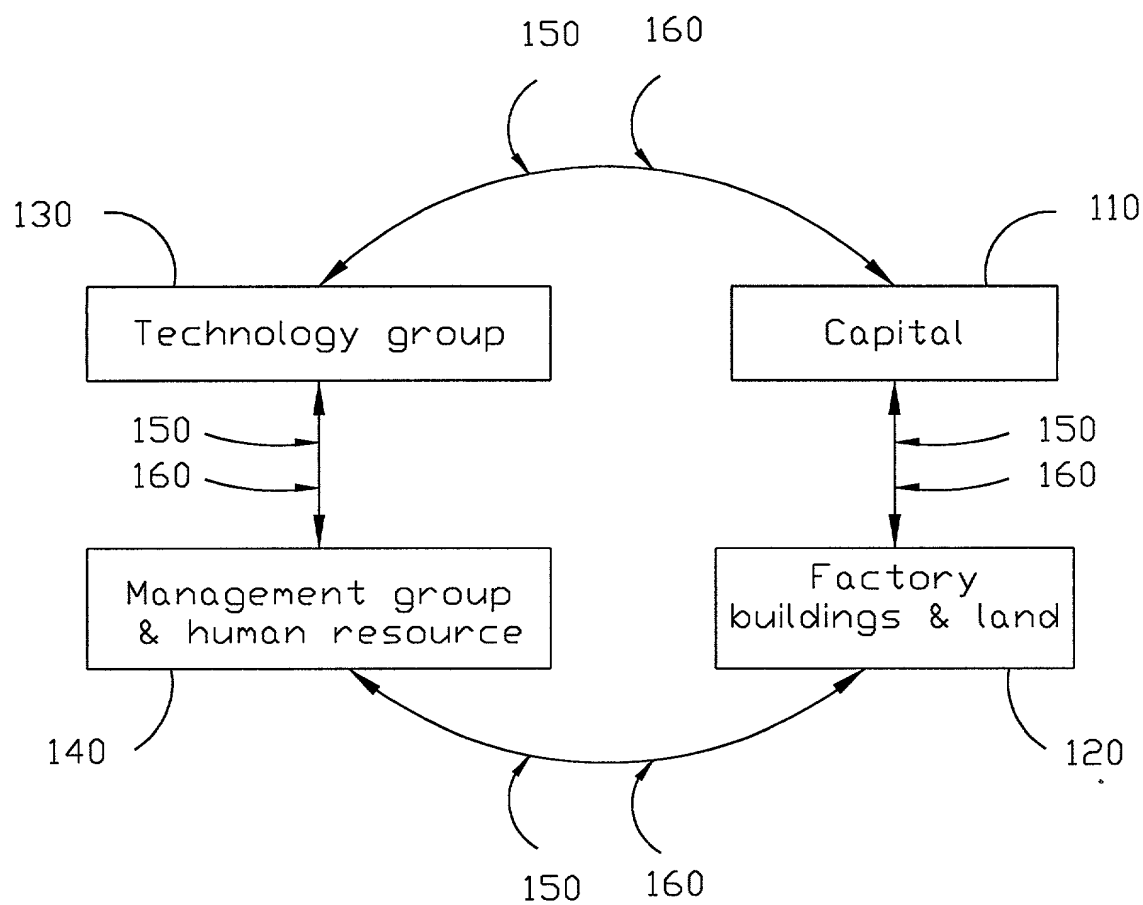 150
160
130
110
Technology group
Capital
150
150
160
160
Management group
& human resource
Factory
buildings & land
140
120
150
160